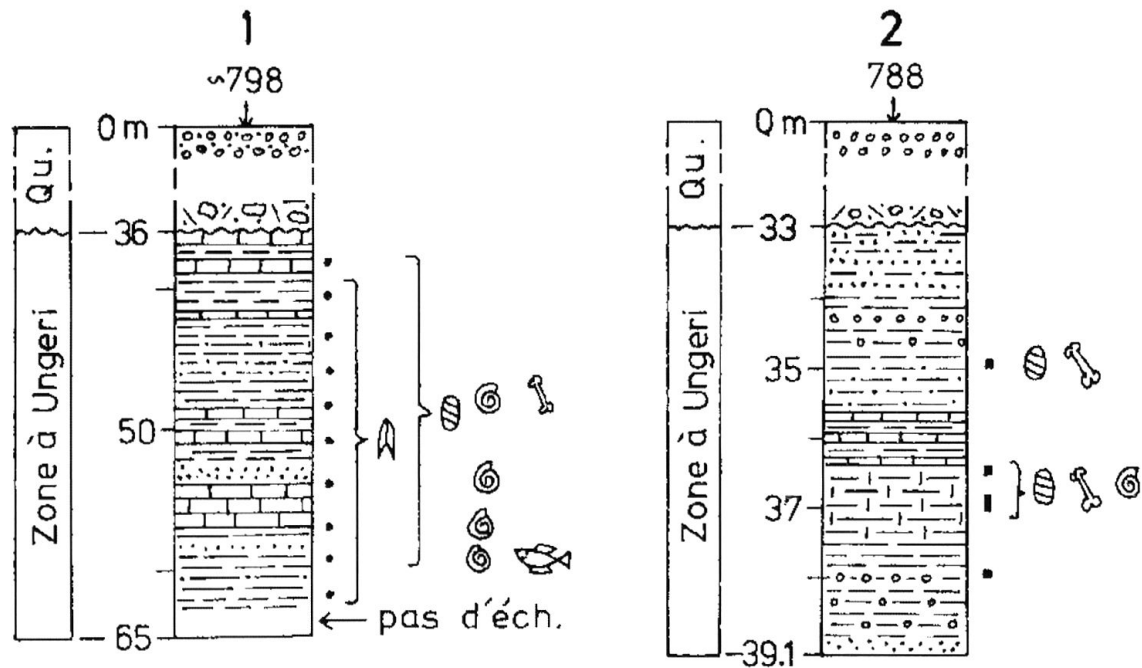 1
~798
0 m
Qu.
36
Zone à Ungeri
50
pas d'éch.
65
2
788
0 m
Qu.
33
Zone à Ungeri
35
37
39.1